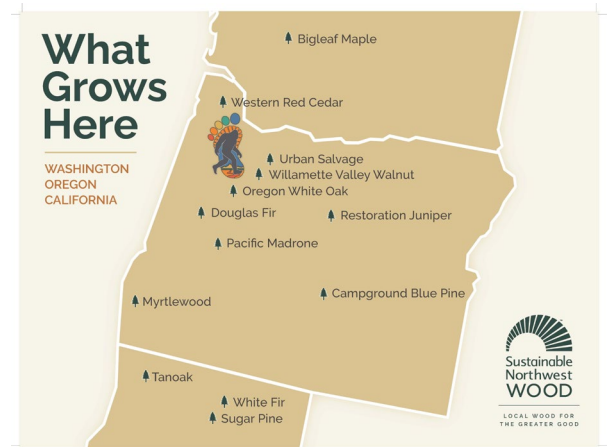 What
Grows
Here
WASHINGTON
OREGON
CALIFORNIA
Bigleaf Maple
Western Red Cedar
Urban Salvage
Willamette Valley Walnut
Oregon White Oak
Douglas Fir
Restoration Juniper
Pacific Madrone
Campground Blue Pine
Myrtlewood
Tanoak
White Fir
Sugar Pine
Sustainable
Northwest
WOOD
LOCAL WOOD FOR
THE GREATER GOOD